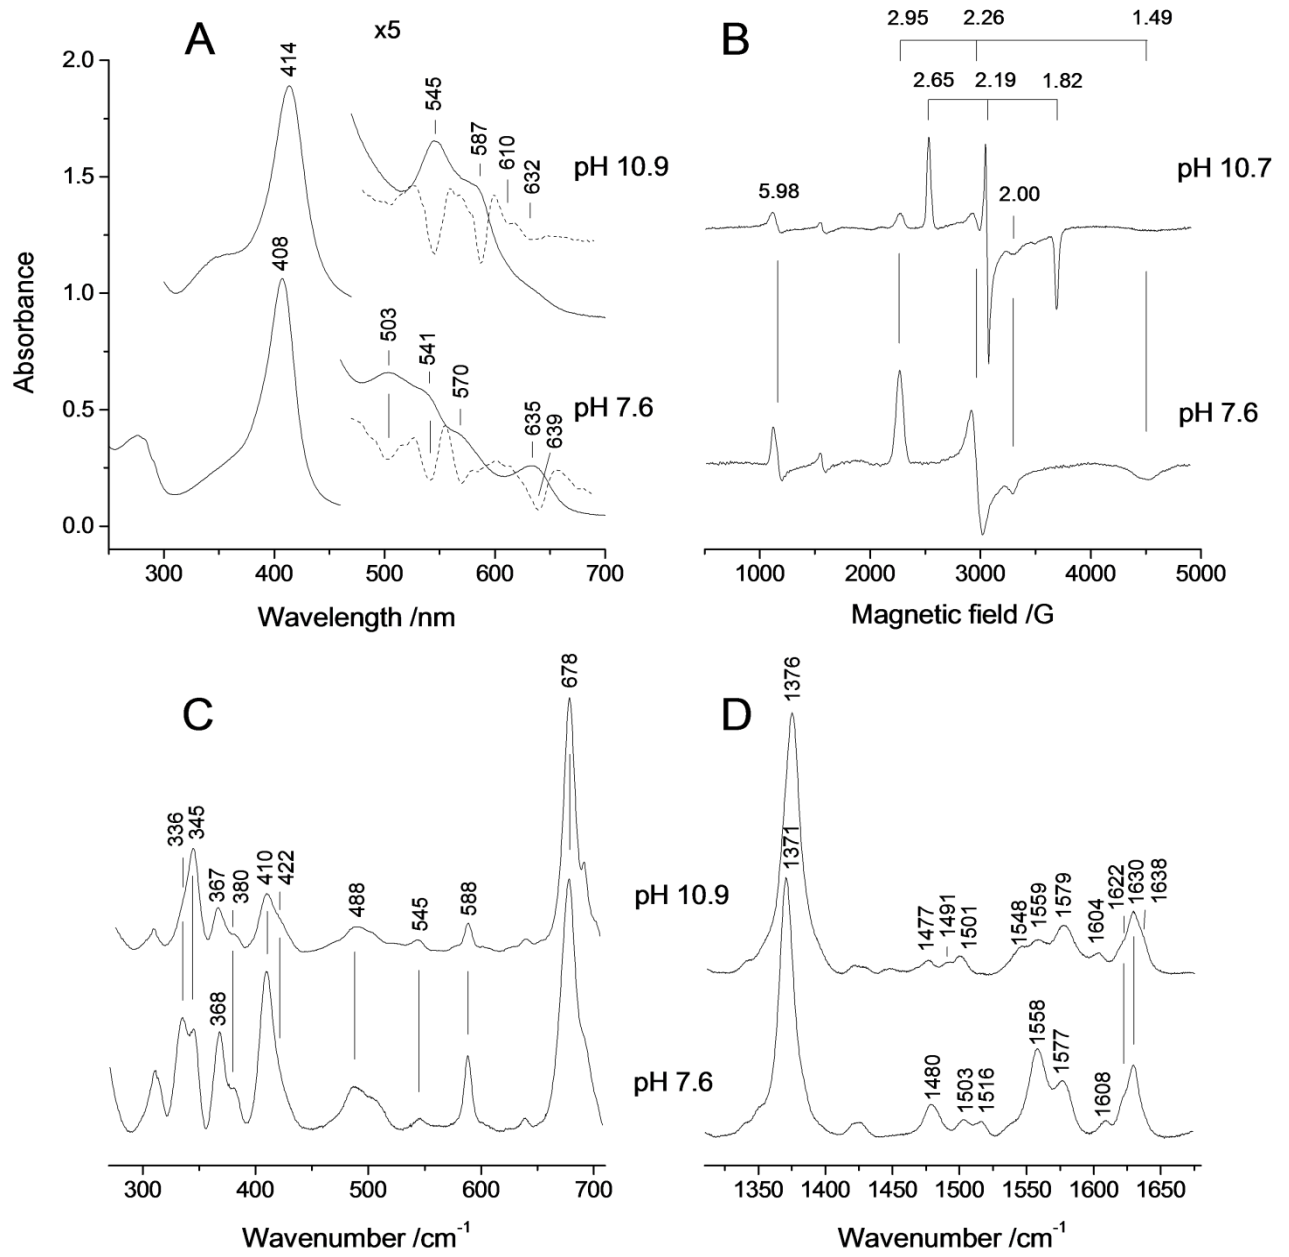 A
x5
414
545
587
610
632
pH 10.9
408
503
541
570
635
639
pH 7.6
2.0
1.5
1.0
0.5
0.0
Absorbance
300 400 500 600 700
Wavelength /nm
B
2.95 2.26 1.49
2.65 2.19 1.82
pH 10.7
5.98
2.00
pH 7.6
1000 2000 3000 4000 5000
Magnetic field /G
C
678
336
345
367
380
410
422
488
545
588
pH 10.9
368
pH 7.6
300 400 500 600 700
Wavenumber /cm-1
D
1376
1371
1477
1491
1501
1548
1559
1579
1604
1622
1630
1638
1480
1503
1516
1558
1577
1608
1350 1400 1450 1500 1550 1600 1650
Wavenumber /cm-1